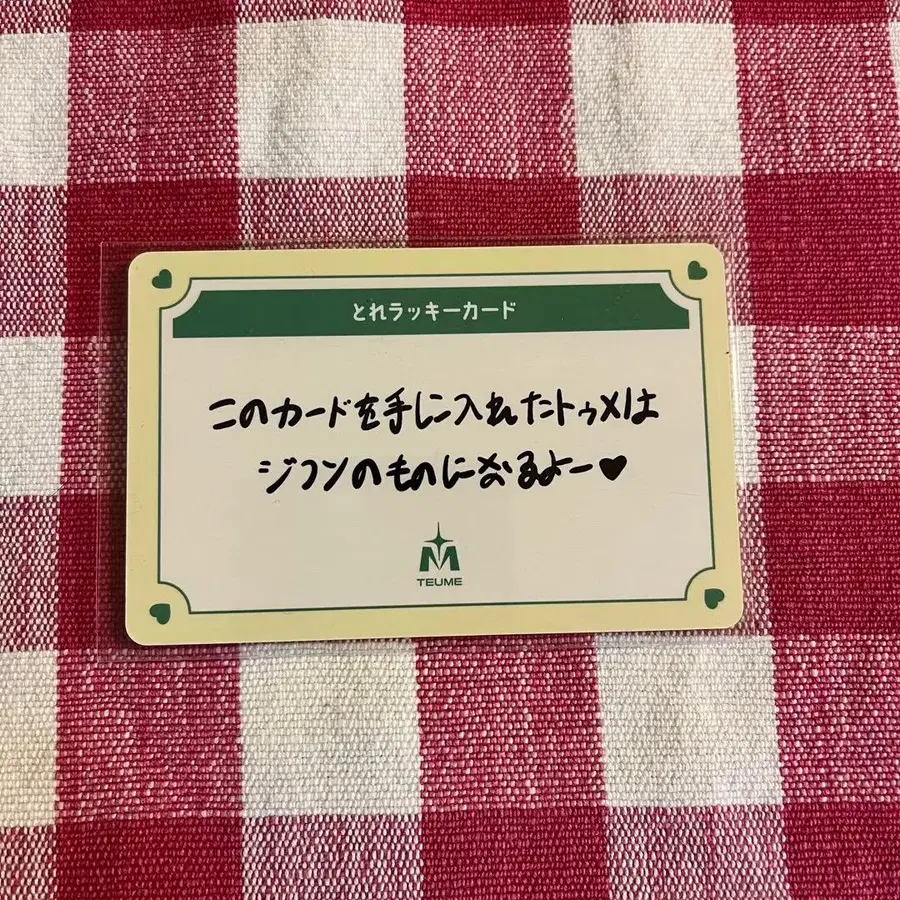 とれラッキーカード
このカードを手に入れたトゥメは
ジフンのものになるよー♥
M
TEUME